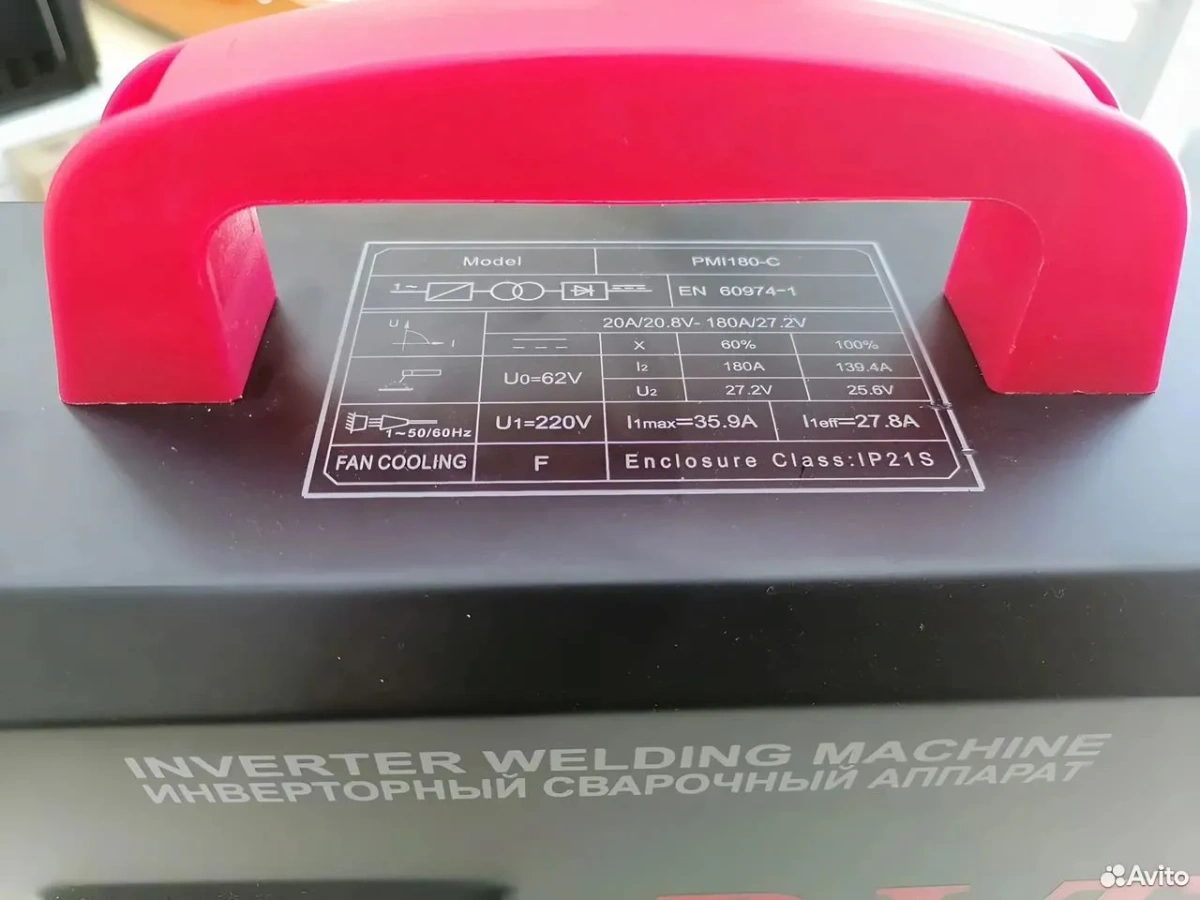 Model PMI180-C
1~ EN 60974-1
U I 20A/20.8V- 180A/27.2V
X 60% 100%
U0=62V I2 180A 139.4A
U2 27.2V 25.6V
1~50/60Hz U1=220V I1max=35.9A I1eff=27.8A
FAN COOLING F Enclosure Class:IP21S
INVERTER WELDING MACHINE
ИНВЕРТОРНЫЙ СВАРОЧНЫЙ АППАРАТ
Avito